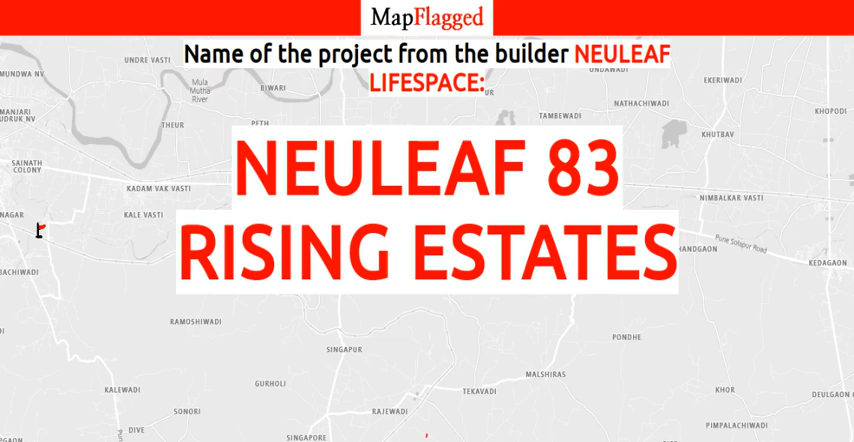 MapFlagged
Name of the project from the builder NEULEAF
LIFESPACE:
UNDRE VASTI
UNDAWADI
MUNDWA NV
Mula
Mutha
River
BIWARI
UR
EKERIWADI
NATHACHIWADI
MANJARI
UDRUK NV
THEUR
PETH
TAMBEWADI
KHOPODI
KHUTBAV
NEULEAF 83
SAINATH
COLONY
KADAM VAK VASTI
NIMBALKAR VASTI
NAGAR
KALE VASTI
RISING ESTATES
Pune Solapur Road
HANDGAON
KEDAGAON
IACHIWADI
RAMOSHIWADI
SINGAPUR
PONDHE
MALSHIRAS
GURHOLI
KALEWADI
TEKAVADI
KHOR
DEULGAON
SONORI
RAJEWADI
DIVE
PIMPALACHIWADI
SINGAPORE